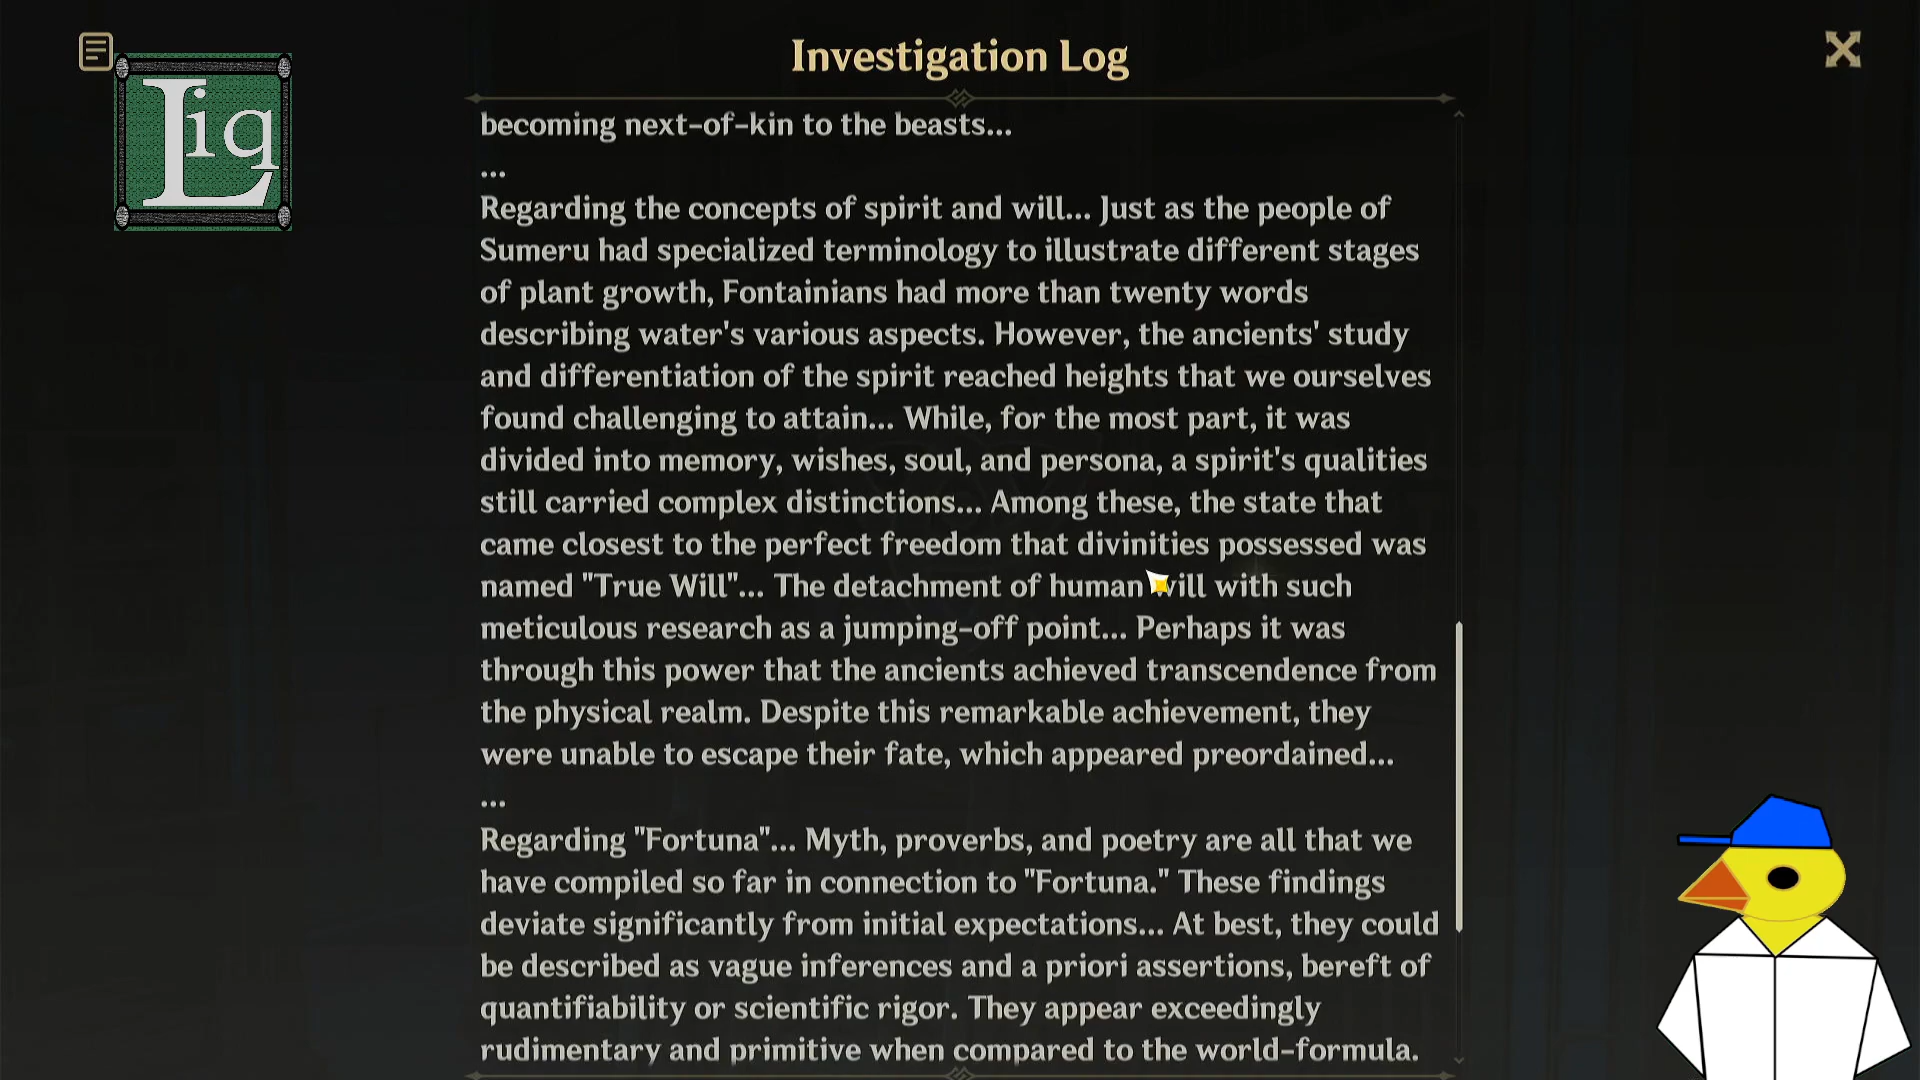 Investigation Log
Liq
becoming next-of-kin to the beasts...
...
Regarding the concepts of spirit and will... Just as the people of
Sumeru had specialized terminology to illustrate different stages
of plant growth, Fontainians had more than twenty words
describing water's various aspects. However, the ancients' study
and differentiation of the spirit reached heights that we ourselves
found challenging to attain... While, for the most part, it was
divided into memory, wishes, soul, and persona, a spirit's qualities
still carried complex distinctions... Among these, the state that
came closest to the perfect freedom that divinities possessed was
named "True Will"... The detachment of human will with such
meticulous research as a jumping-off point... Perhaps it was
through this power that the ancients achieved transcendence from
the physical realm. Despite this remarkable achievement, they
were unable to escape their fate, which appeared preordained...
...
Regarding "Fortuna"... Myth, proverbs, and poetry are all that we
have compiled so far in connection to "Fortuna." These findings
deviate significantly from initial expectations... At best, they could
be described as vague inferences and a priori assertions, bereft of
quantifiability or scientific rigor. They appear exceedingly
rudimentary and primitive when compared to the world-formula.